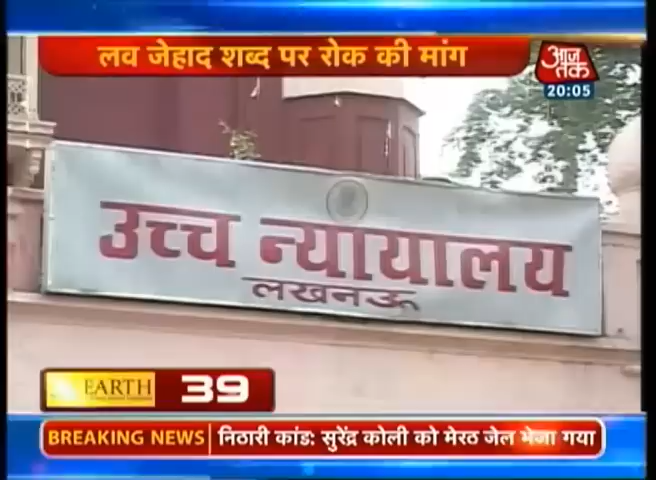 लव जेहाद शब्द पर रोक की मांग
आज तक
20:05
उच्च न्यायालय
लखनऊ
EARTH
39
BREAKING NEWS निठारी कांड: सुरेंद्र कोली को मेरठ जेल भेजा गया